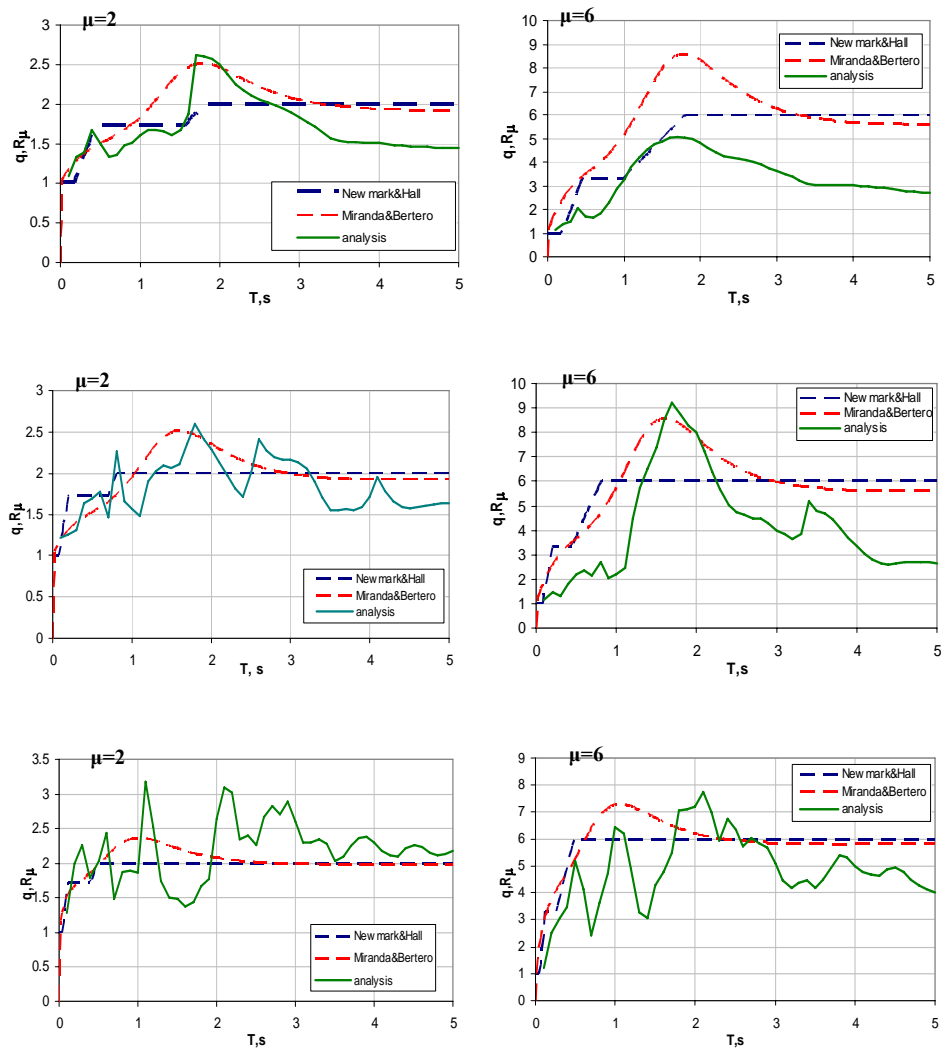 μ=2
3
2.5
2
1.5
1
0.5
0
q,Rμ
New mark&Hall
Miranda&Bertero
analysis
0 1 2 3 4 5
T,s
μ=6
10
9
8
7
6
5
4
3
2
1
0
q,Rμ
New mark&Hall
Miranda&Bertero
analysis
0 1 2 3 4 5
T,s
μ=2
3
2.5
2
1.5
1
0.5
0
q,Rμ
New mark&Hall
Miranda&Bertero
analysis
0 1 2 3 4 5
T, s
μ=6
10
9
8
7
6
5
4
3
2
1
0
q,Rμ
New mark&Hall
Miranda&Bertero
analysis
0 1 2 3 4 5
T,s
μ=2
3.5
3
2.5
2
1.5
1
0.5
0
q,Rμ
New mark&Hall
Miranda&Bertero
analysis
0 1 2 3 4 5
T,s
μ=6
9
8
7
6
5
4
3
2
1
0
q,Rμ
New mark&Hall
Miranda&Bertero
analysis
0 1 2 3 4 5
T,s